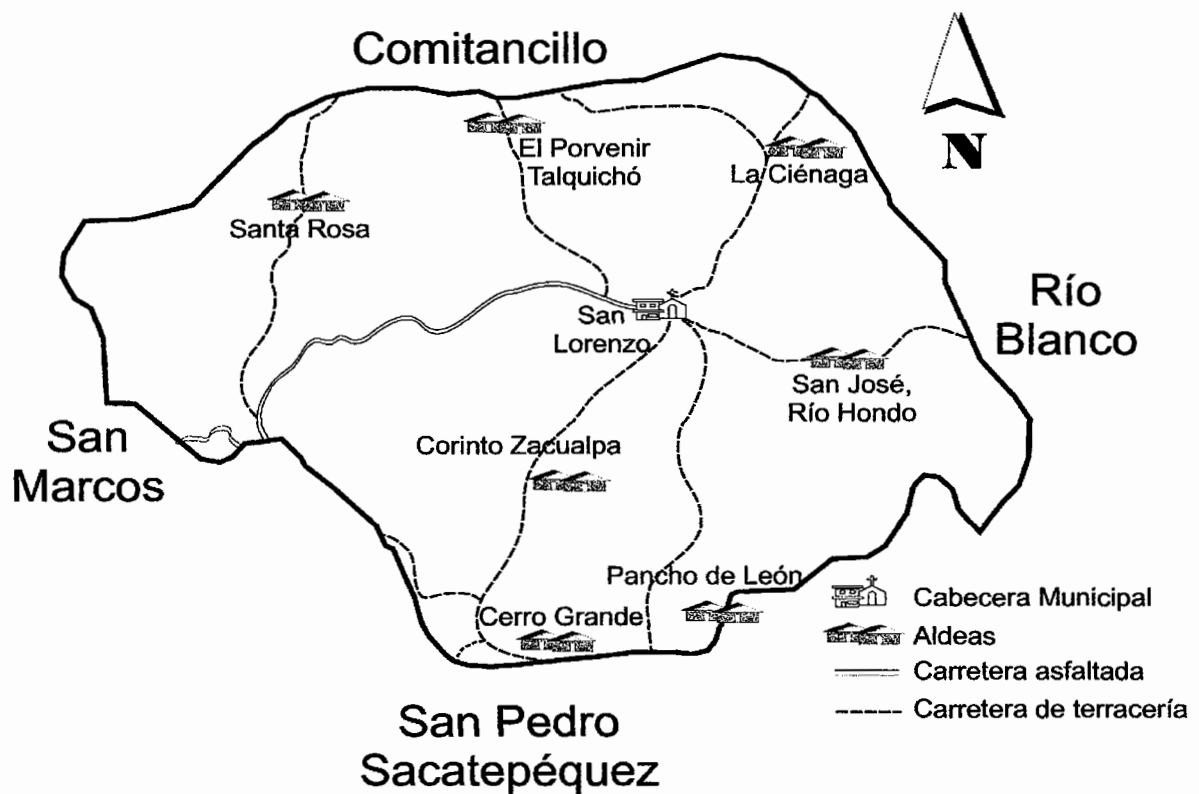 Comitancillo
N
El Porvenir
Talquichó
La Ciénaga
Santa Rosa
Río
Blanco
San
Lorenzo
San José,
Río Hondo
San
Marcos
Corinto Zacualpa
Pancho de León
Cerro Grande
Cabecera Municipal
Aldeas
Carretera asfaltada
Carretera de terracería
San Pedro
Sacatepéquez